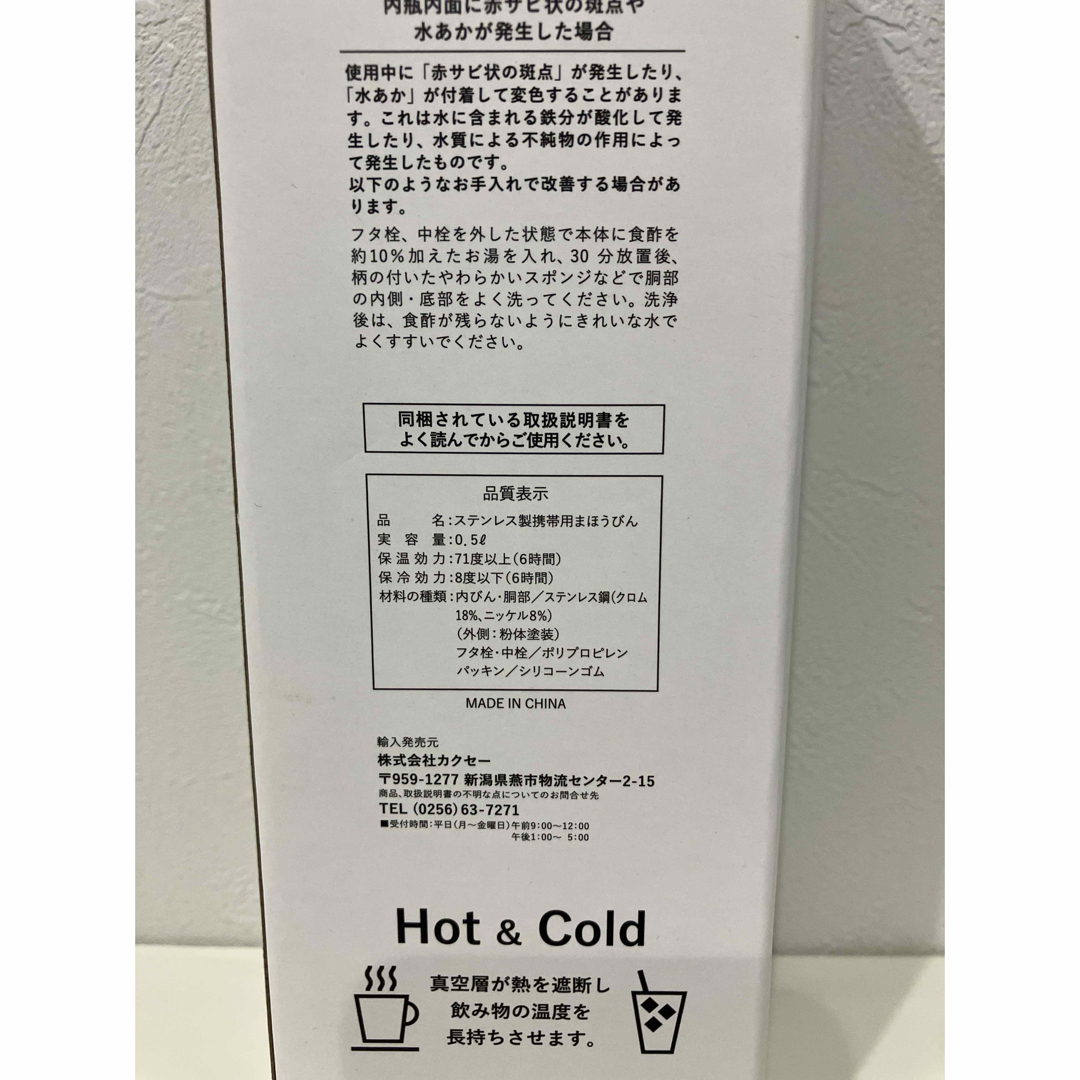 内瓶内面に赤サビ状の斑点や
水あかが発生した場合
使用中に「赤サビ状の斑点」が発生したり、
「水あか」が付着して変色することがありま
す。これは水に含まれる鉄分が酸化して発
生したり、水質による不純物の作用によっ
て発生したものです。
以下のようなお手入れで改善する場合があ
ります。
フタ栓、中栓を外した状態で本体に食酢を
約10%加えたお湯を入れ、30 分放置後、
柄の付いたやわらかいスポンジなどで胴部
の内側・底部をよく洗ってください。洗浄
後は、食酢が残らないようにきれいな水で
よくすすいでください。
同梱されている取扱説明書を
よく読んでからご使用ください。
品質表示
品 名：ステンレス製携帯用まほうびん
実 容 量：0.5ℓ
保 温 効 力：71度以上(6時間)
保 冷 効 力：8度以下(6時間)
材料の種類：内びん・胴部／ステンレス鋼(クロム
18%、ニッケル8%)
(外側：粉体塗装)
フタ栓・中栓／ポリプロピレン
パッキン／シリコーンゴム
MADE IN CHINA
輸入発売元
株式会社カクセー
〒959-1277 新潟県燕市物流センター2-15
商品、取扱説明書の不明な点についてのお問合せ先
TEL (0256) 63-7271
■受付時間：平日(月～金曜日)午前9：00～12：00
午後1：00～ 5：00
Hot & Cold
真空層が熱を遮断し
飲み物の温度を
長持ちさせます。